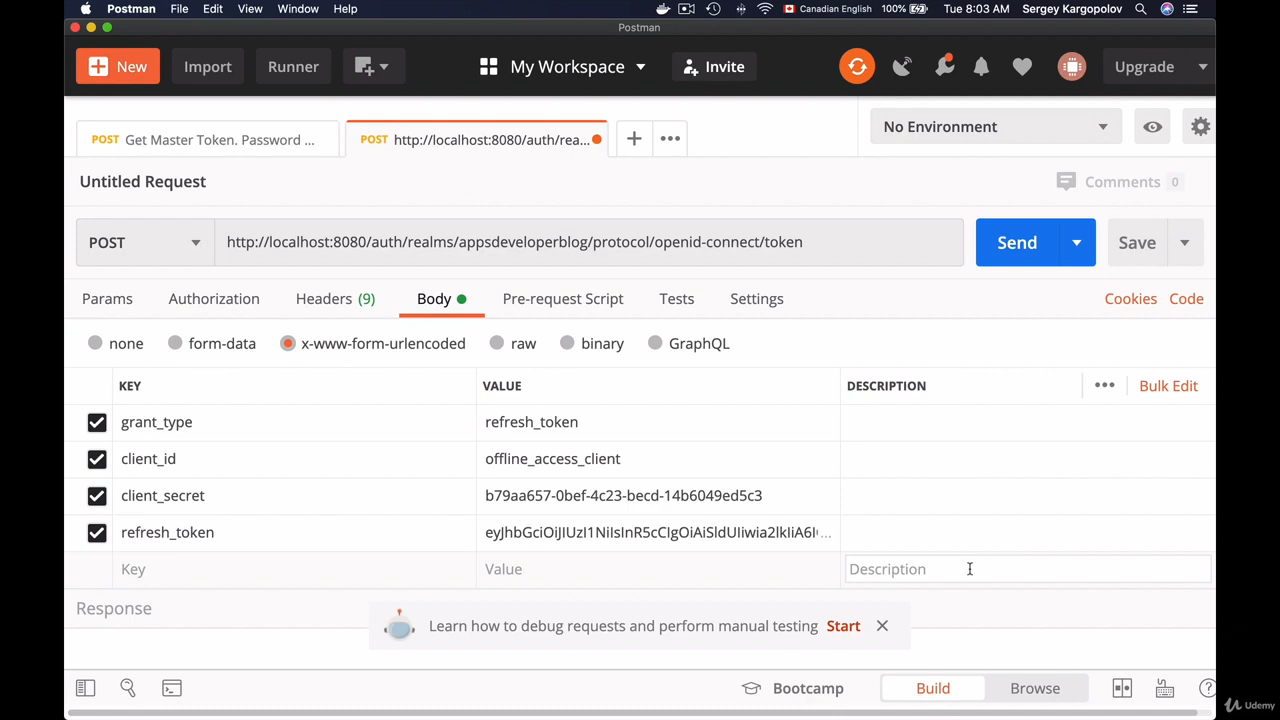 Postman File Edit View Window Help Canadian English 100% Tue 8:03 AM Sergey Kargopolov
Postman
New Import Runner My Workspace Invite Upgrade
POST Get Master Token. Password ... POST http://localhost:8080/auth/rea... No Environment
Untitled Request Comments 0
POST http://localhost:8080/auth/realms/appsdeveloperblog/protocol/openid-connect/token Send Save
Params Authorization Headers (9) Body Pre-request Script Tests Settings Cookies Code
none form-data x-www-form-urlencoded raw binary GraphQL
KEY VALUE DESCRIPTION ••• Bulk Edit
grant_type refresh_token
client_id offline_access_client
client_secret b79aa657-0bef-4c23-becd-14b6049ed5c3
refresh_token
Key Value Description
Response
Learn how to debug requests and perform manual testing Start
Bootcamp Build Browse
Udemy